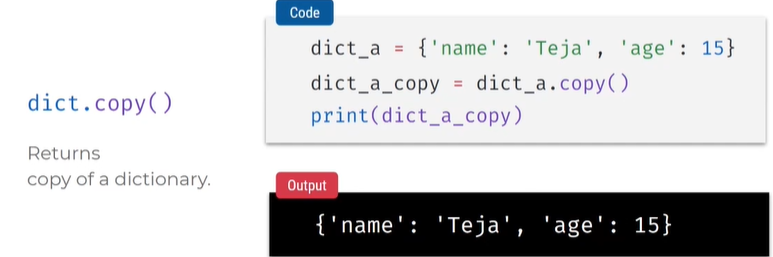 dict.copy()
Returns
copy of a dictionary.
Code
dict_a = {'name': 'Teja', 'age': 15}
dict_a_copy = dict_a.copy()
print(dict_a_copy)
Output
{'name': 'Teja', 'age': 15}